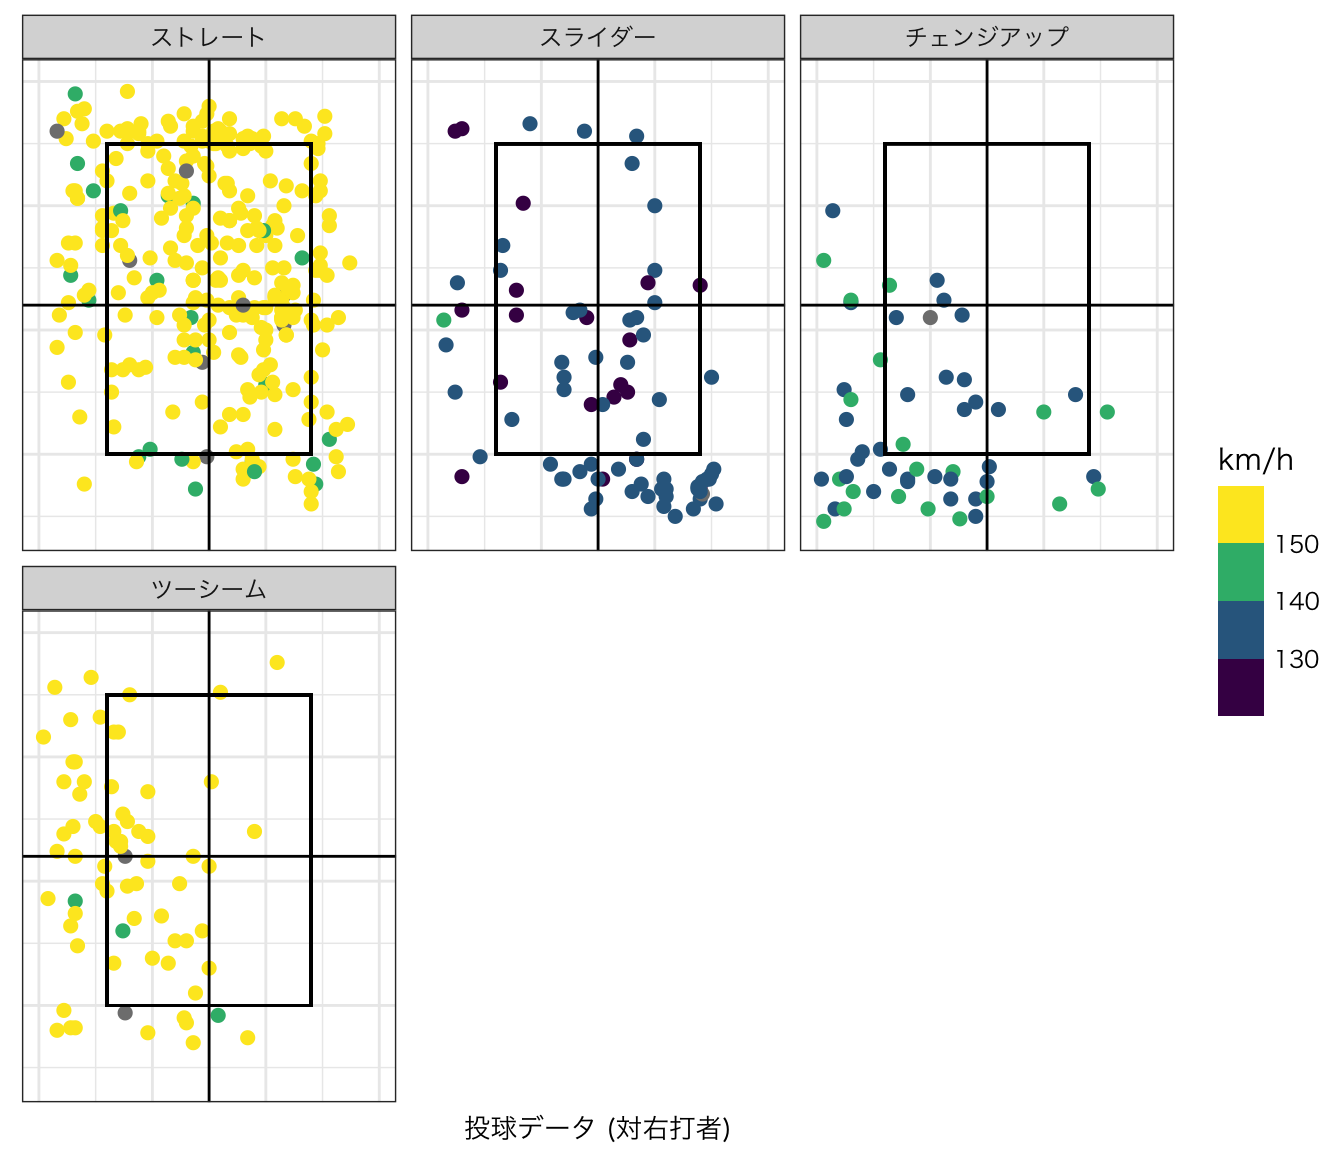 ストレート
スライダー
チェンジアップ
ツーシーム
km/h
150
140
130
投球データ (対右打者)